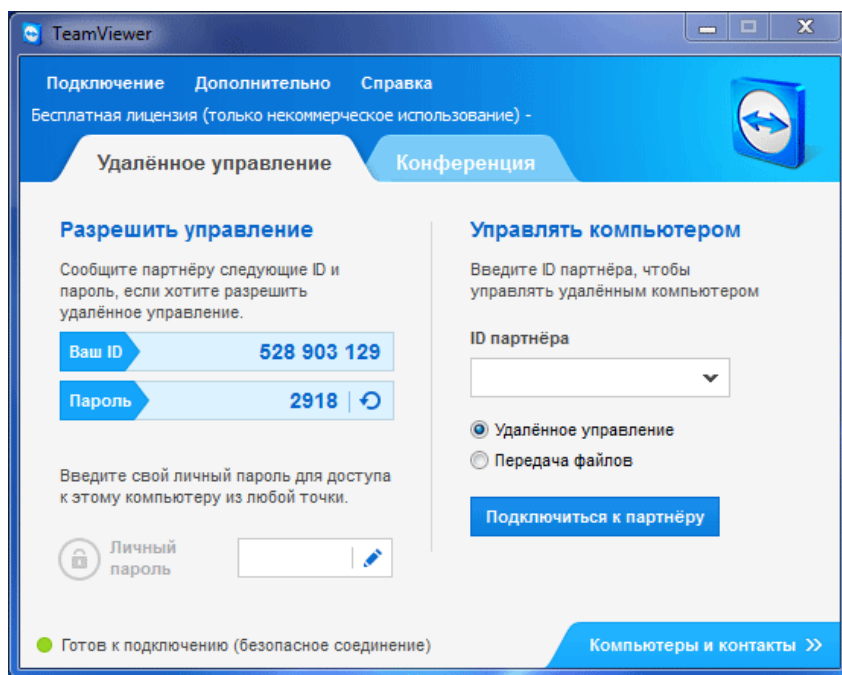 TeamViewer
Подключение Дополнительно Справка
Бесплатная лицензия (только некоммерческое использование) -
Удалённое управление
Конференция
Разрешить управление
Сообщите партнёру следующие ID и
пароль, если хотите разрешить
удалённое управление.
Ваш ID 528 903 129
Пароль 2918
Введите свой личный пароль для доступа
к этому компьютеру из любой точки.
Личный
пароль
Управлять компьютером
Введите ID партнёра, чтобы
управлять удалённым компьютером
ID партнёра
Удалённое управление
Передача файлов
Подключиться к партнёру
Готов к подключению (безопасное соединение)
Компьютеры и контакты >>